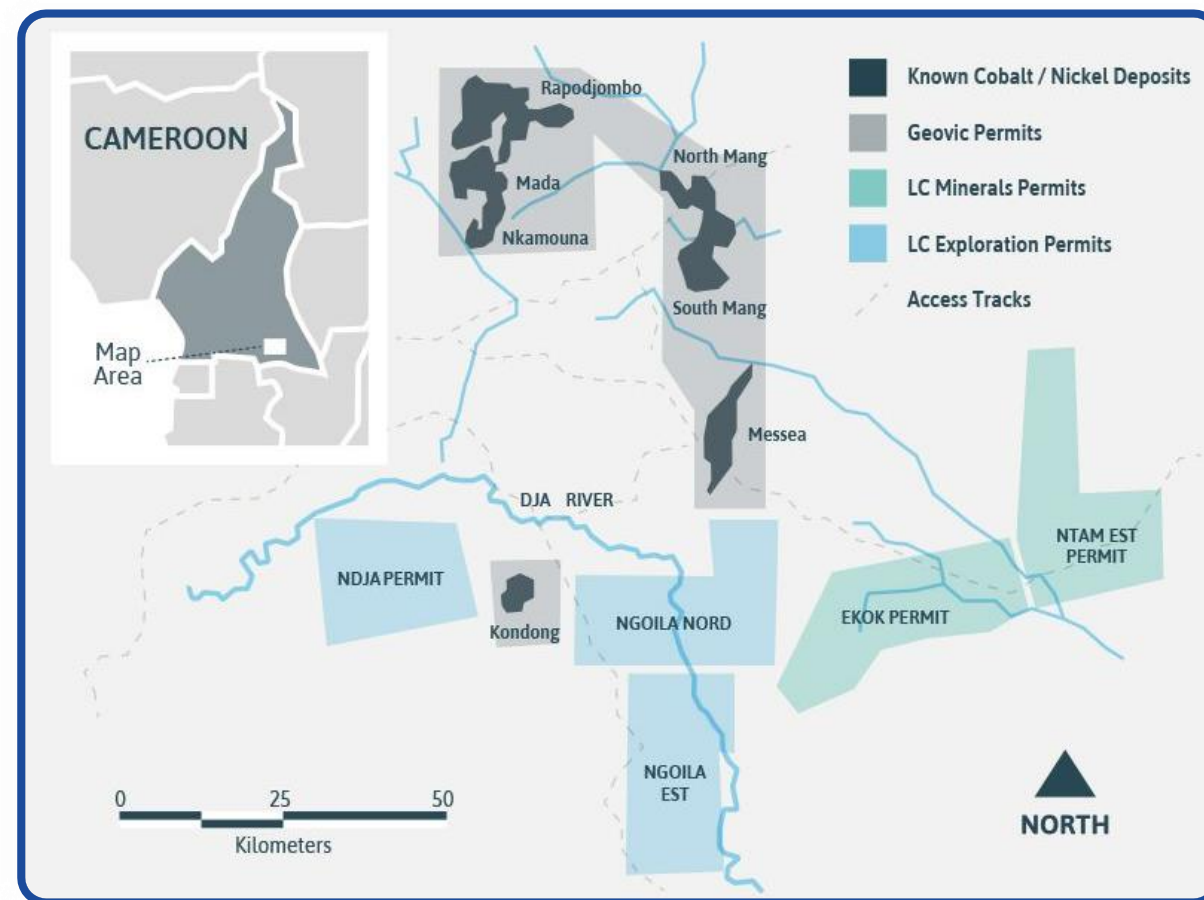 CAMEROON
Map
Area
Rapodjombo
Mada
Nkamouna
North Mang
South Mang
Messea
Known Cobalt / Nickel Deposits
Geovic Permits
LC Minerals Permits
LC Exploration Permits
Access Tracks
DJA RIVER
NDJA PERMIT
Kondong
NGOILA NORD
EKOK PERMIT
NTAM EST
PERMIT
NGOILA
EST
0 25 50
Kilometers
NORTH